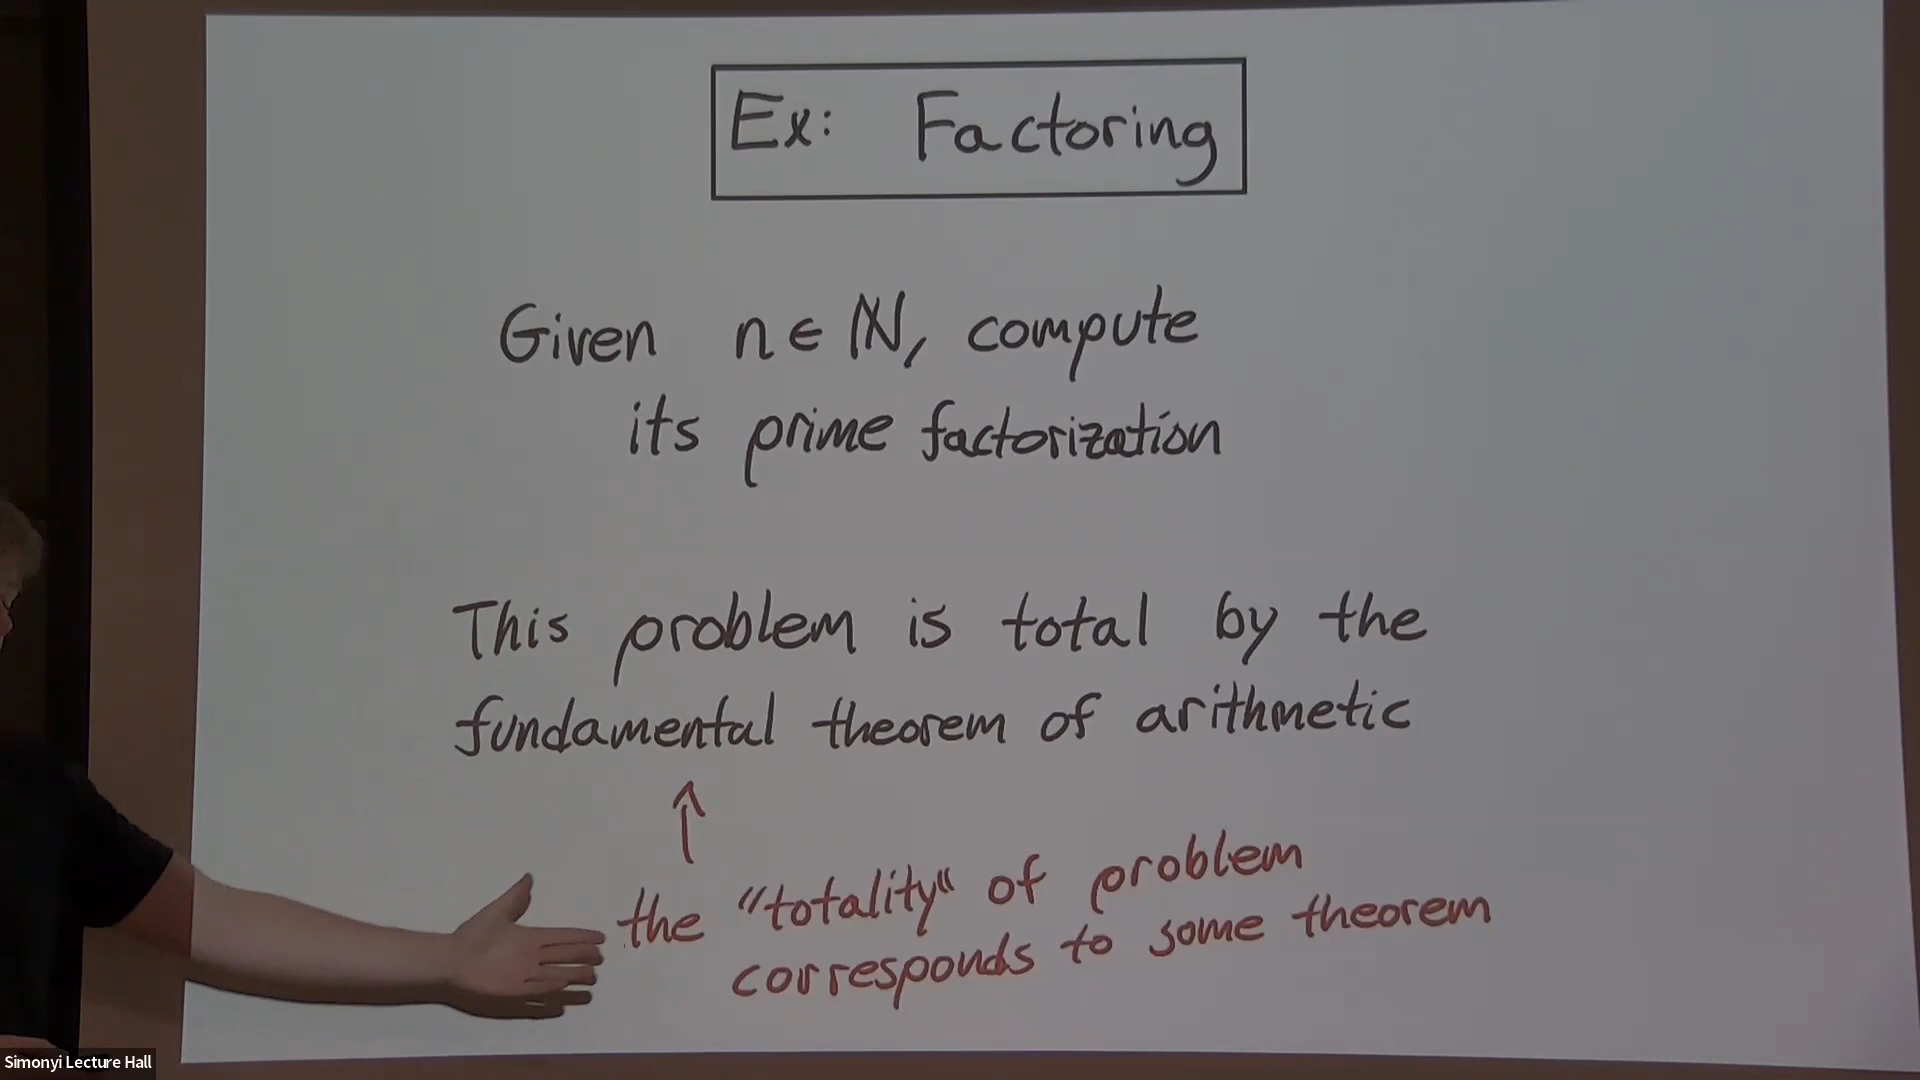 Ex: Factoring
Given n ∈ ℕ, compute
its prime factorization
This problem is total by the
fundamental theorem of arithmetic
↑
the "totality" of problem
corresponds to some theorem
Simonyi Lecture Hall